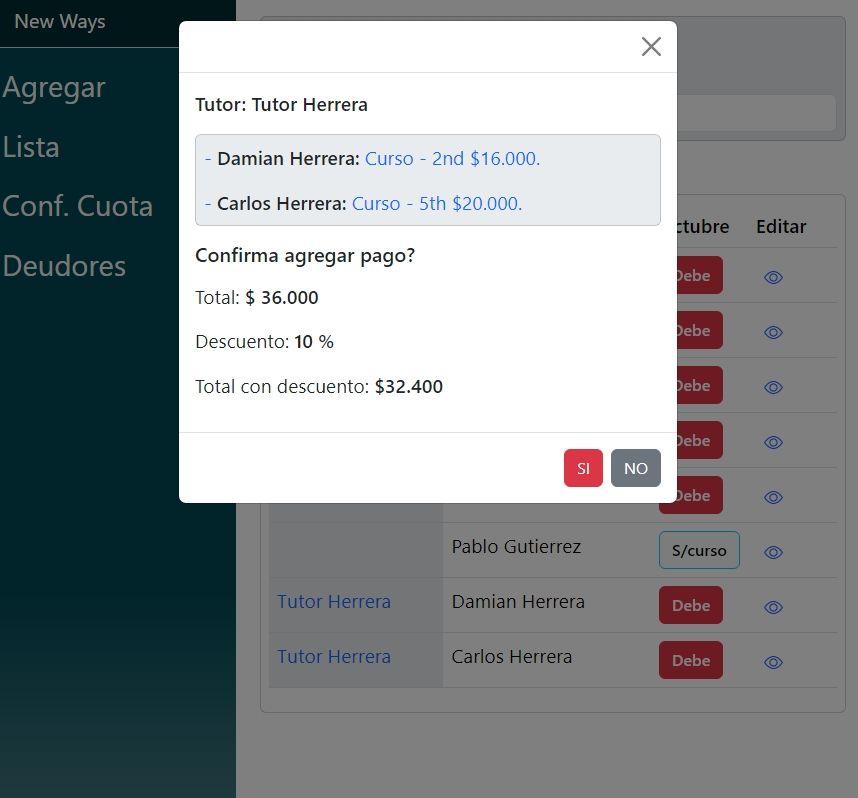 New Ways
Agregar
Lista
Conf. Cuota
Deudores
Tutor: Tutor Herrera
- Damian Herrera: Curso - 2nd $16.000.
- Carlos Herrera: Curso - 5th $20.000.
Confirma agregar pago?
Total: $ 36.000
Descuento: 10 %
Total con descuento: $32.400
SI NO
ctubre Editar
Debe
Debe
Debe
Debe
Debe
Pablo Gutierrez S/curso
Tutor Herrera Damian Herrera Debe
Tutor Herrera Carlos Herrera Debe